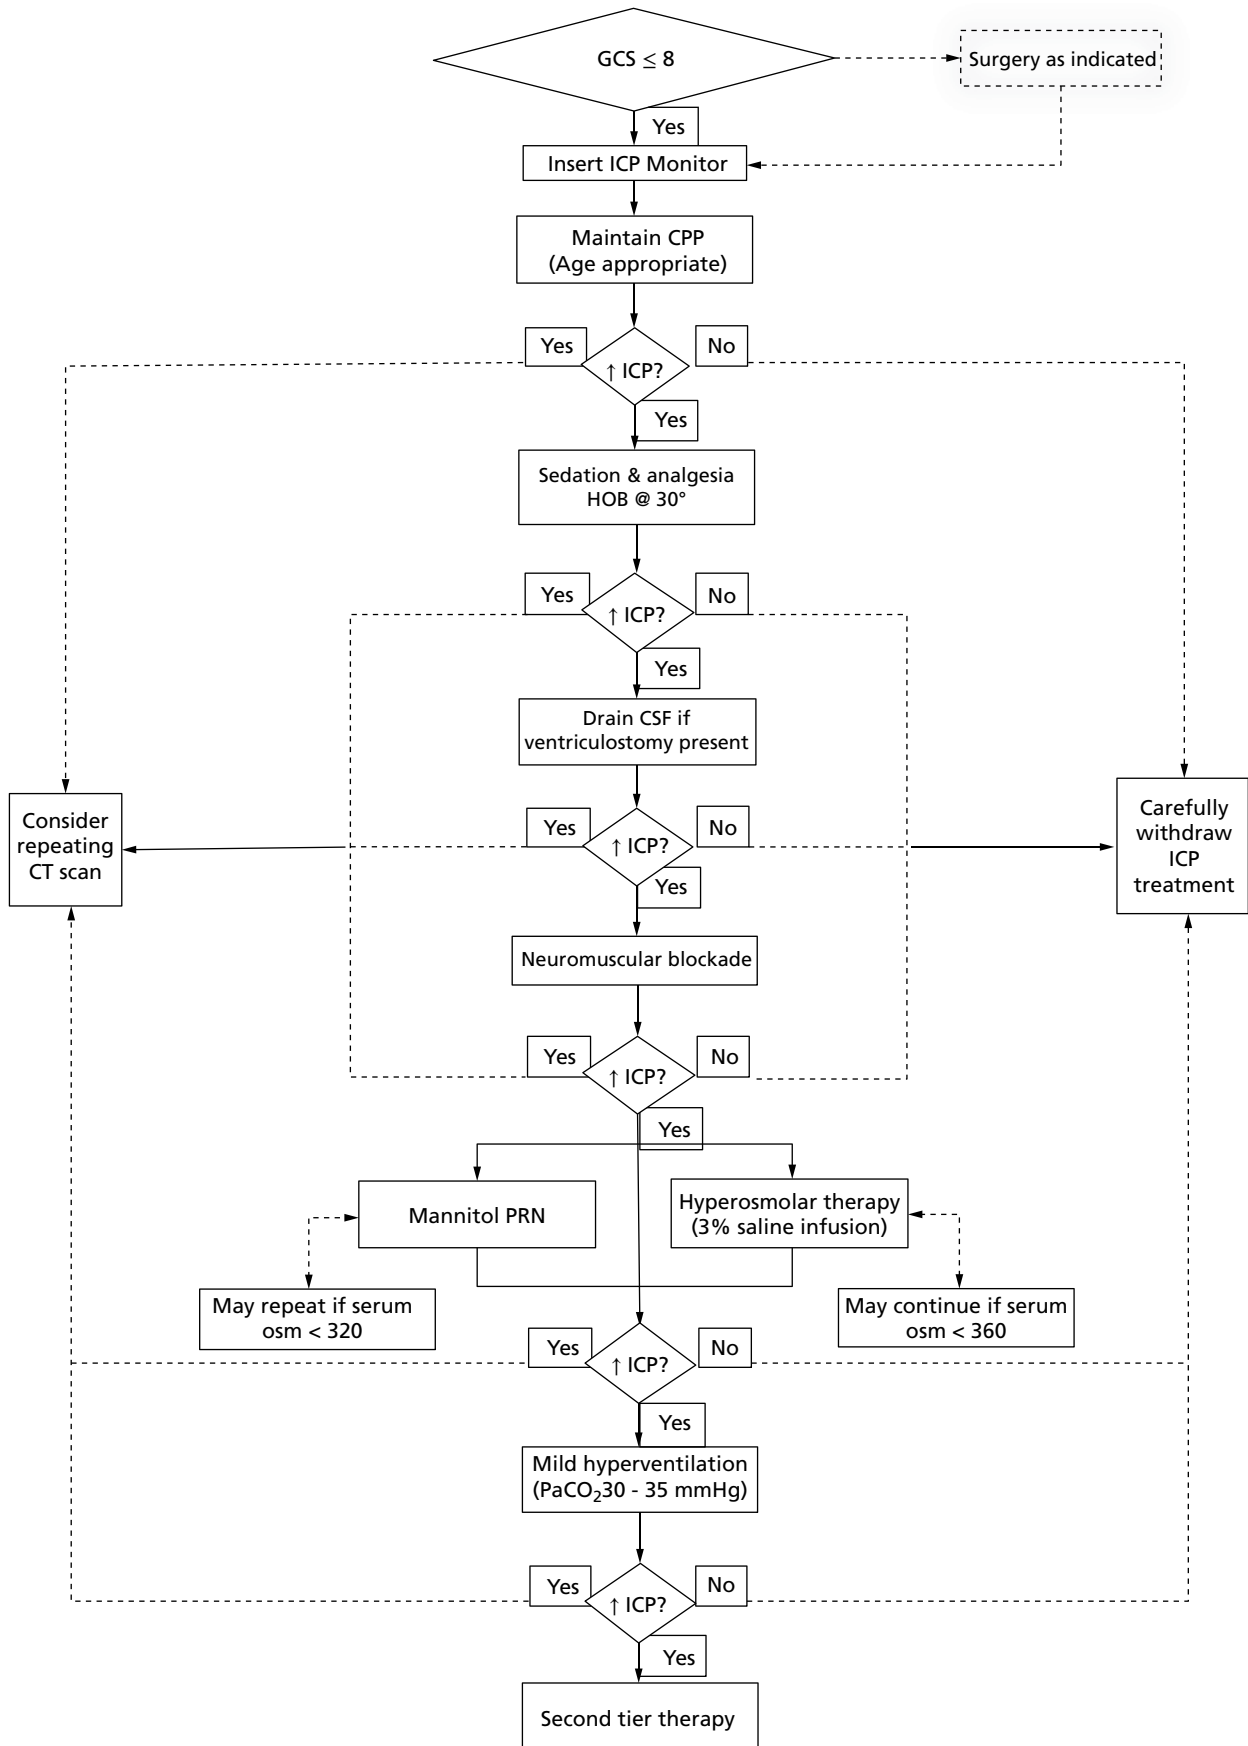 GCS ≤ 8
Surgery as indicated
Yes
Insert ICP Monitor
Maintain CPP
(Age appropriate)
Yes
No
↑ ICP?
Yes
Sedation & analgesia
HOB @ 30°
Yes
No
↑ ICP?
Yes
Drain CSF if
ventriculostomy present
Yes
No
↑ ICP?
Yes
Consider
repeating
CT scan
Carefully
withdraw
ICP
treatment
Neuromuscular blockade
Yes
No
↑ ICP?
Yes
Mannitol PRN
Hyperosmolar therapy
(3% saline infusion)
May repeat if serum
osm < 320
May continue if serum
osm < 360
Yes
No
↑ ICP?
Yes
Mild hyperventilation
(PaCO₂30 - 35 mmHg)
Yes
No
↑ ICP?
Yes
Second tier therapy